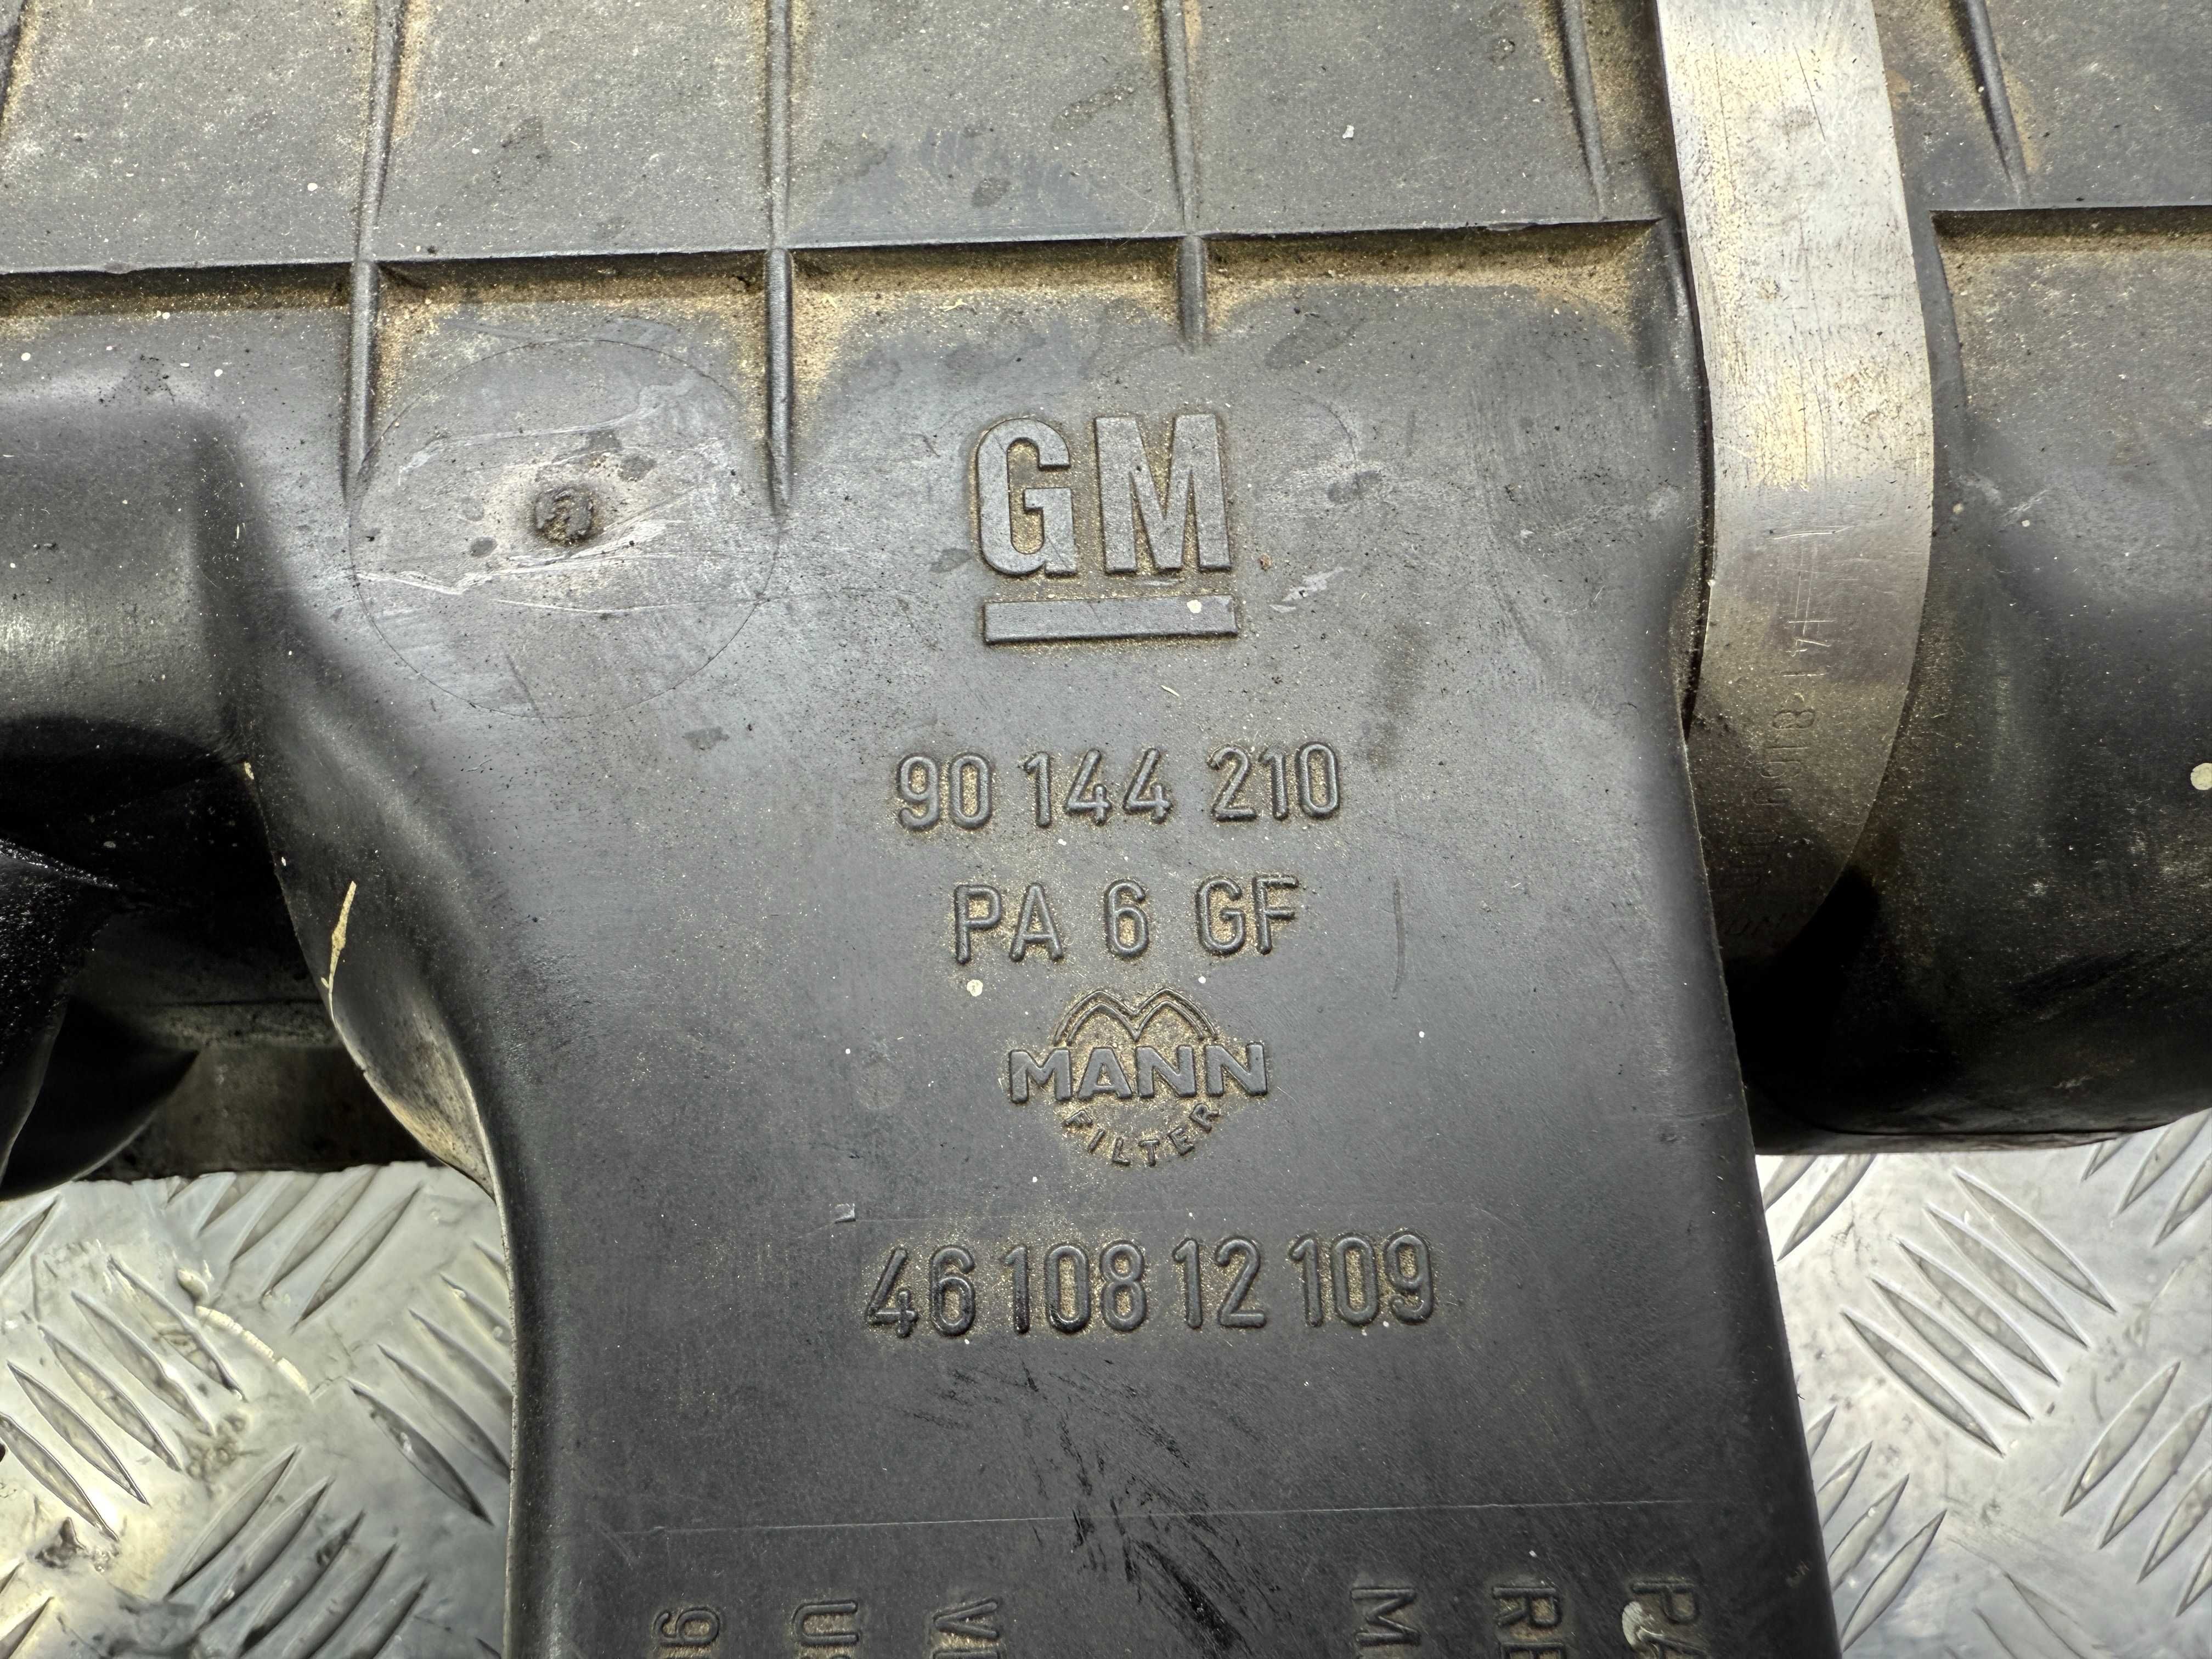 GM
90 144 210
PA 6 GF
MANN
FILTER
46 108 12 109